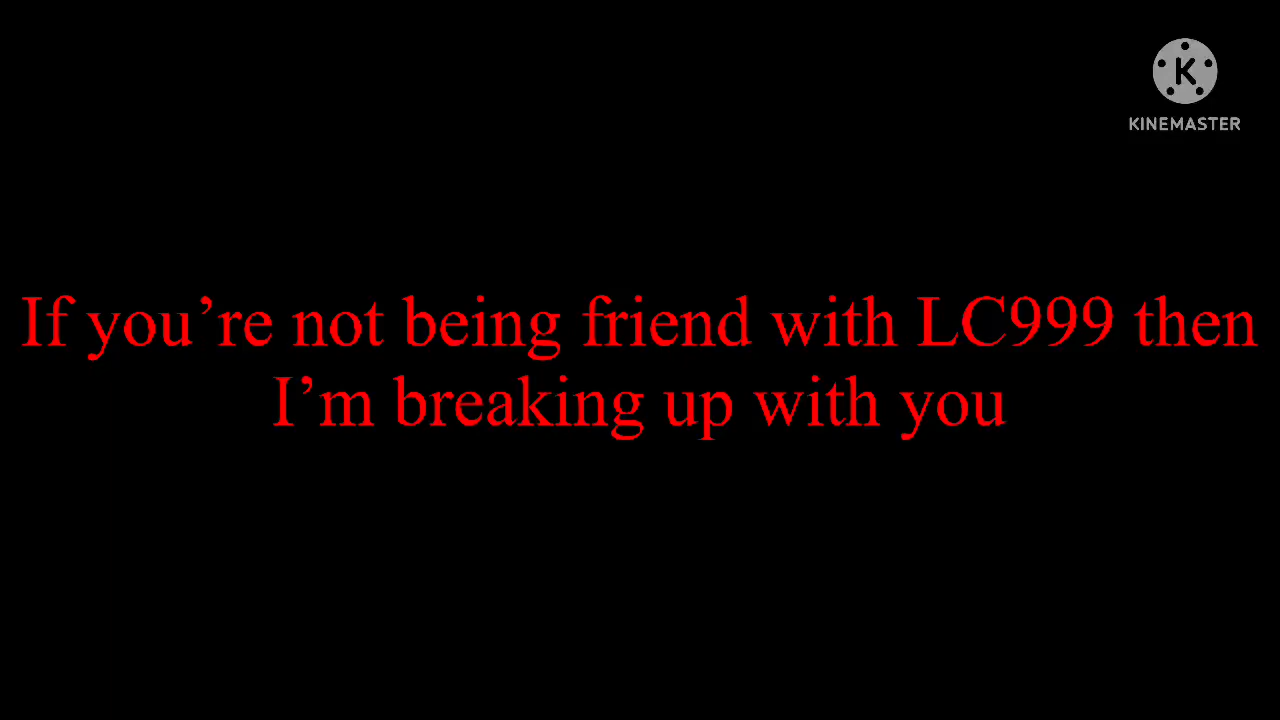 KINEMASTER
If you’re not being friend with LC999 then
I’m breaking up with you